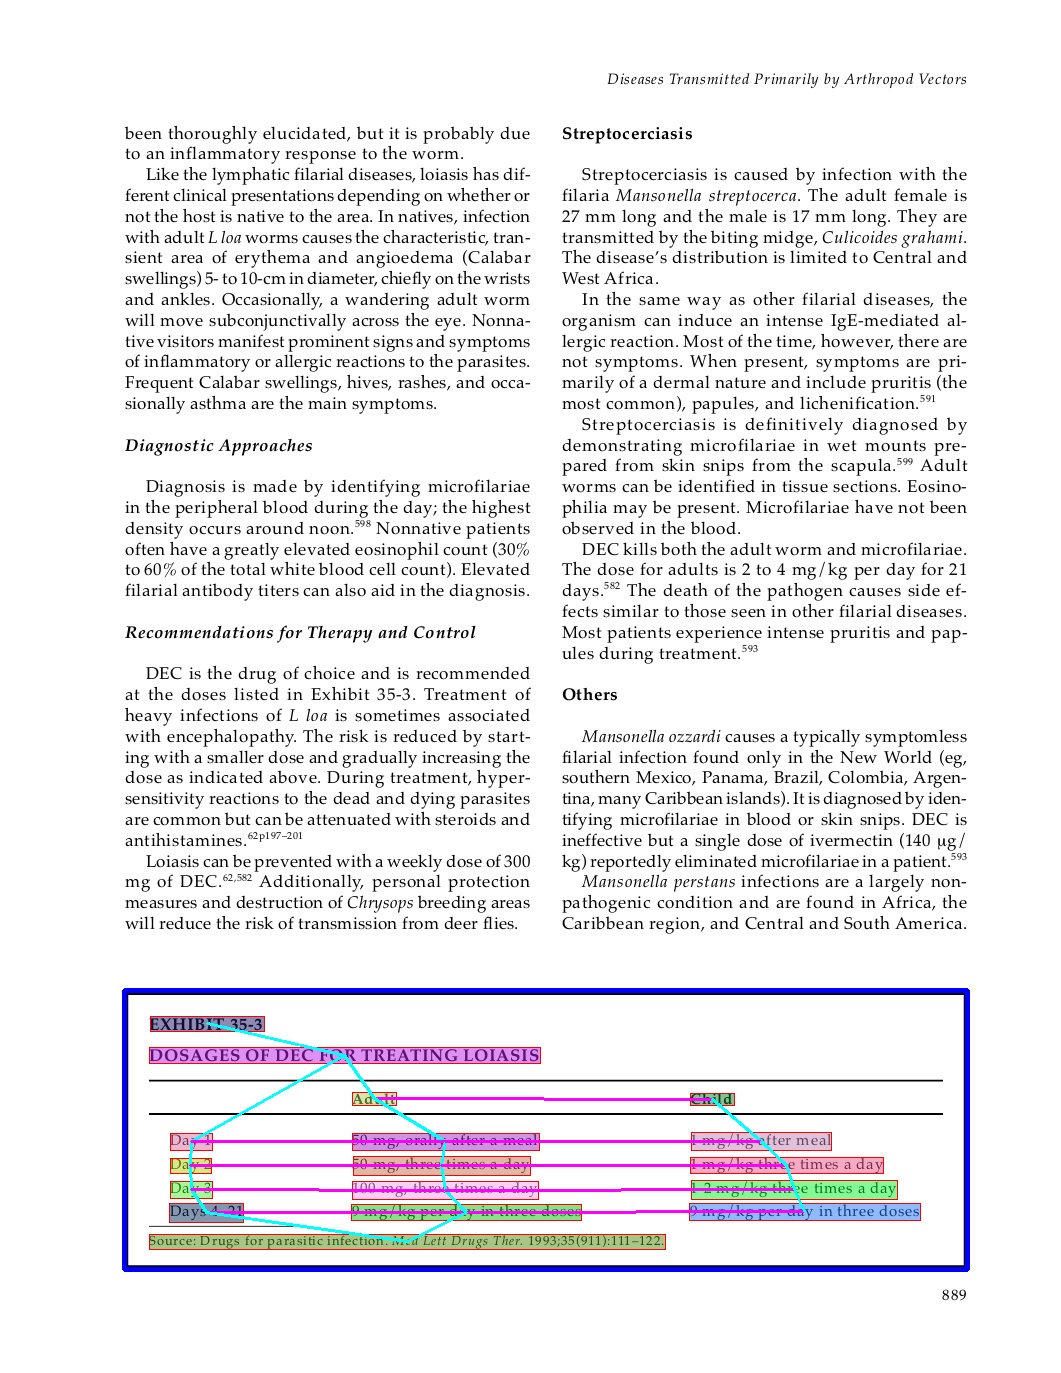 Diseases Transmitted Primarily by Arthropod Vectors
been thoroughly elucidated, but it is probably due
to an inflammatory response to the worm.
Like the lymphatic filarial diseases, loiasis has dif-
ferent clinical presentations depending on whether or
not the host is native to the area. In natives, infection
with adult L loa worms causes the characteristic, tran-
sient area of erythema and angioedema (Calabar
swellings) 5- to 10-cm in diameter, chiefly on the wrists
and ankles. Occasionally, a wandering adult worm
will move subconjunctivally across the eye. Nonna-
tive visitors manifest prominent signs and symptoms
of inflammatory or allergic reactions to the parasites.
Frequent Calabar swellings, hives, rashes, and occa-
sionally asthma are the main symptoms.
Diagnostic Approaches
Diagnosis is made by identifying microfilariae
in the peripheral blood during the day; the highest
density occurs around noon.598 Nonnative patients
often have a greatly elevated eosinophil count (30%
to 60% of the total white blood cell count). Elevated
filarial antibody titers can also aid in the diagnosis.
Recommendations for Therapy and Control
DEC is the drug of choice and is recommended
at the doses listed in Exhibit 35-3. Treatment of
heavy infections of L loa is sometimes associated
with encephalopathy. The risk is reduced by start-
ing with a smaller dose and gradually increasing the
dose as indicated above. During treatment, hyper-
sensitivity reactions to the dead and dying parasites
are common but can be attenuated with steroids and
antihistamines.62p197–201
Loiasis can be prevented with a weekly dose of 300
mg of DEC.62,582 Additionally, personal protection
measures and destruction of Chrysops breeding areas
will reduce the risk of transmission from deer flies.
Streptocerciasis
Streptocerciasis is caused by infection with the
filaria Mansonella streptocerca. The adult female is
27 mm long and the male is 17 mm long. They are
transmitted by the biting midge, Culicoides grahami.
The disease's distribution is limited to Central and
West Africa.
In the same way as other filarial diseases, the
organism can induce an intense IgE-mediated al-
lergic reaction. Most of the time, however, there are
not symptoms. When present, symptoms are pri-
marily of a dermal nature and include pruritis (the
most common), papules, and lichenification.591
Streptocerciasis is definitively diagnosed by
demonstrating microfilariae in wet mounts pre-
pared from skin snips from the scapula.599 Adult
worms can be identified in tissue sections. Eosino-
philia may be present. Microfilariae have not been
observed in the blood.
DEC kills both the adult worm and microfilariae.
The dose for adults is 2 to 4 mg/kg per day for 21
days.582 The death of the pathogen causes side ef-
fects similar to those seen in other filarial diseases.
Most patients experience intense pruritis and pap-
ules during treatment.593
Others
Mansonella ozzardi causes a typically symptomless
filarial infection found only in the New World (eg,
southern Mexico, Panama, Brazil, Colombia, Argen-
tina, many Caribbean islands). It is diagnosed by iden-
tifying microfilariae in blood or skin snips. DEC is
ineffective but a single dose of ivermectin (140 µg/
kg) reportedly eliminated microfilariae in a patient.593
Mansonella perstans infections are a largely non-
pathogenic condition and are found in Africa, the
Caribbean region, and Central and South America.
EXHIBIT 35-3
DOSAGES OF DEC FOR TREATING LOIASIS
Adult Child
Day 1 50 mg, orally after a meal 1 mg/kg after meal
Day 2 50 mg, three times a day 1 mg/kg three times a day
Day 3 100 mg, three times a day 1–2 mg/kg three times a day
Days 4–21 9 mg/kg per day in three doses 9 mg/kg per day in three doses
Source: Drugs for parasitic infection. Med Lett Drugs Ther. 1993;35(911):111–122.
889